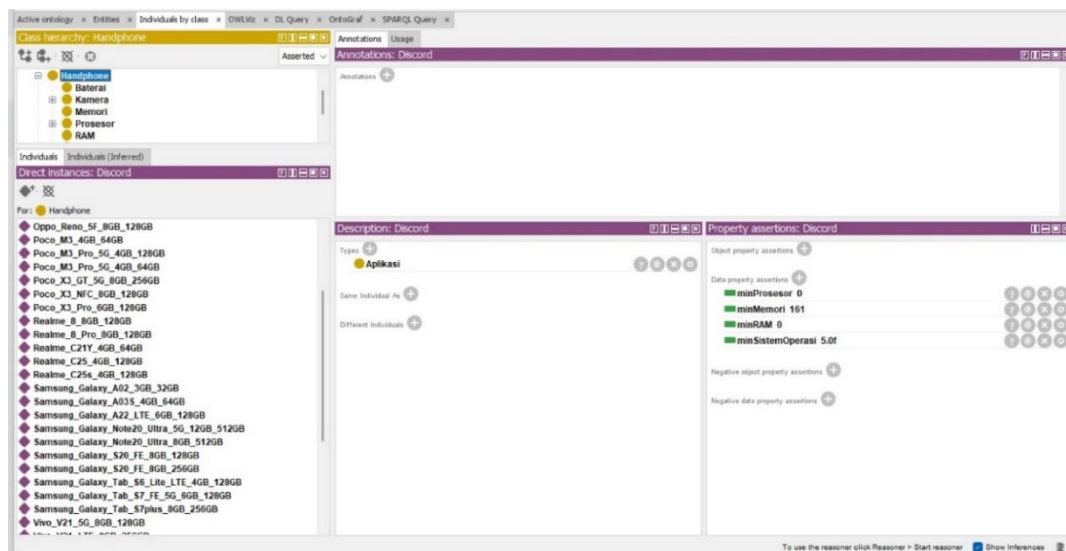 Active ontology × Entities × Individuals by class × OWLViz × DL Query × OntoGraf × SPARQL Query ×
Class hierarchy: Handphone
Asserted
Handphone
Baterai
Kamera
Memori
Prosesor
RAM
Individuals Individuals (Inferred)
Direct instances: Discord
For: Handphone
Oppo_Reno_5F_8GB_128GB
Poco_M3_4GB_64GB
Poco_M3_Pro_5G_4GB_128GB
Poco_M3_Pro_5G_4GB_64GB
Poco_X3_GT_5G_8GB_256GB
Poco_X3_NFC_8GB_128GB
Poco_X3_Pro_6GB_128GB
Realme_8_8GB_128GB
Realme_8_Pro_8GB_128GB
Realme_C21Y_4GB_64GB
Realme_C25_4GB_128GB
Realme_C25s_4GB_128GB
Samsung_Galaxy_A02_3GB_32GB
Samsung_Galaxy_A03S_4GB_64GB
Samsung_Galaxy_A22_LTE_6GB_128GB
Samsung_Galaxy_Note20_Ultra_5G_12GB_512GB
Samsung_Galaxy_Note20_Ultra_8GB_512GB
Samsung_Galaxy_S20_FE_8GB_128GB
Samsung_Galaxy_S20_FE_8GB_256GB
Samsung_Galaxy_Tab_S6_Lite_LTE_4GB_128GB
Samsung_Galaxy_Tab_S7_FE_5G_6GB_128GB
Samsung_Galaxy_Tab_S7plus_8GB_256GB
Vivo_V21_5G_8GB_128GB
Annotations Usage
Annotations: Discord
Annotations
Description: Discord
Types
Aplikasi
Same Individual As
Different Individuals
Property assertions: Discord
Object property assertions
Data property assertions
minProsesor 0
minMemori 161
minRAM 0
minSistemOperasi 5.0f
Negative object property assertions
Negative data property assertions
To use the reasoner click Reasoner > Start reasoner Show Inferences